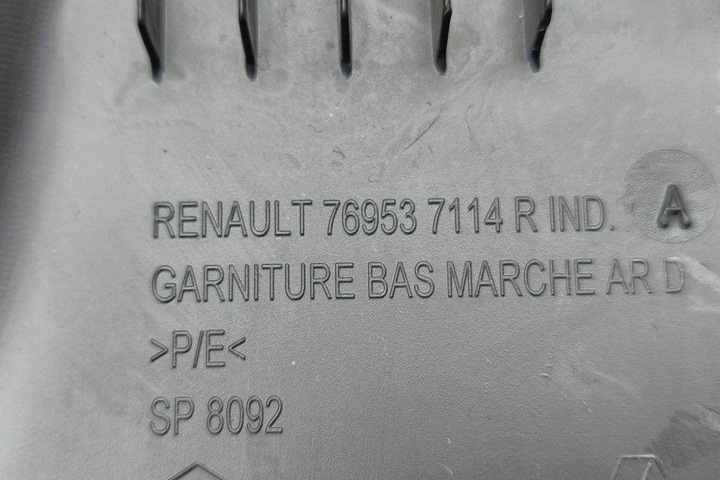 RENAULT 76953 7114 R IND. A
GARNITURE BAS MARCHE AR D
>P/E<
SP 8092